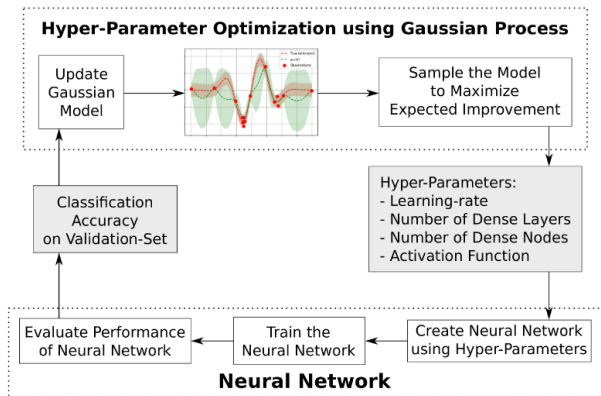 Hyper-Parameter Optimization using Gaussian Process
Update
Gaussian
Model
Observations
Sample the Model
to Maximize
Expected Improvement
Classification
Accuracy
on Validation-Set
Hyper-Parameters:
- Learning-rate
- Number of Dense Layers
- Number of Dense Nodes
- Activation Function
Evaluate Performance
of Neural Network
Train the
Neural Network
Create Neural Network
using Hyper-Parameters
Neural Network